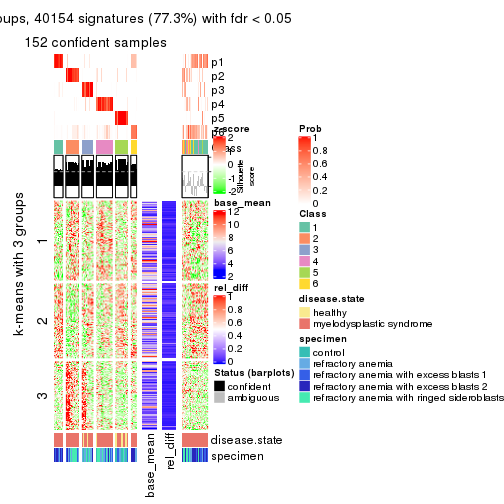 oups, 40154 signatures (77.3%) with fdr < 0.05
152 confident samples
p1
p2
p3
p4
p5
p6
Class
Silhouette
score
k-means with 3 groups
1
2
3
disease.state
specimen
base_mean
rel_diff
z-score
2
1
0
-1
-2
base_mean
12
10
8
6
4
2
rel_diff
1
0.8
0.6
0.4
0.2
0
Status (barplots)
confident
ambiguous
Prob
1
0.8
0.6
0.4
0.2
0
Class
1
2
3
4
5
6
disease.state
healthy
myelodysplastic syndrome
specimen
control
refractory anemia
refractory anemia with excess blasts 1
refractory anemia with excess blasts 2
refractory anemia with ringed sideroblasts